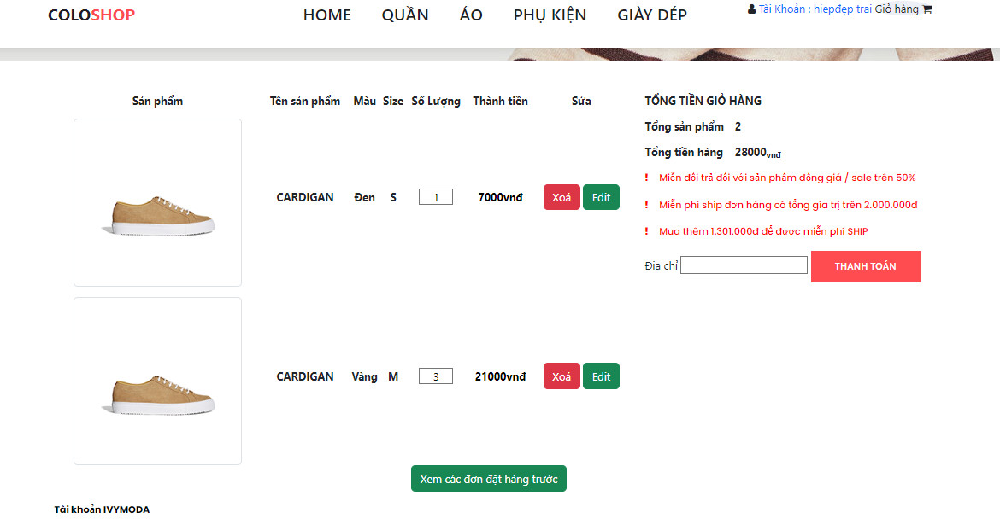 COLOSHOP
HOME QUẦN ÁO PHỤ KIỆN GIÀY DÉP
Tài Khoản : hiepđẹp trai Giỏ hàng
Sản phẩm Tên sản phẩm Màu Size Số Lượng Thành tiền Sửa
CARDIGAN Đen S 1 7000vnđ Xoá Edit
CARDIGAN Vàng M 3 21000vnđ Xoá Edit
TỔNG TIỀN GIỎ HÀNG
Tổng sản phẩm 2
Tổng tiền hàng 28000vnđ
! Miễn đổi trả đối với sản phẩm đồng giá / sale trên 50%
! Miễn phí ship đơn hàng có tổng gía trị trên 2.000.000đ
! Mua thêm 1.301.000đ để được miễn phí SHIP
Địa chỉ THANH TOÁN
Xem các đơn đặt hàng trước
Tài khoản IVYMODA